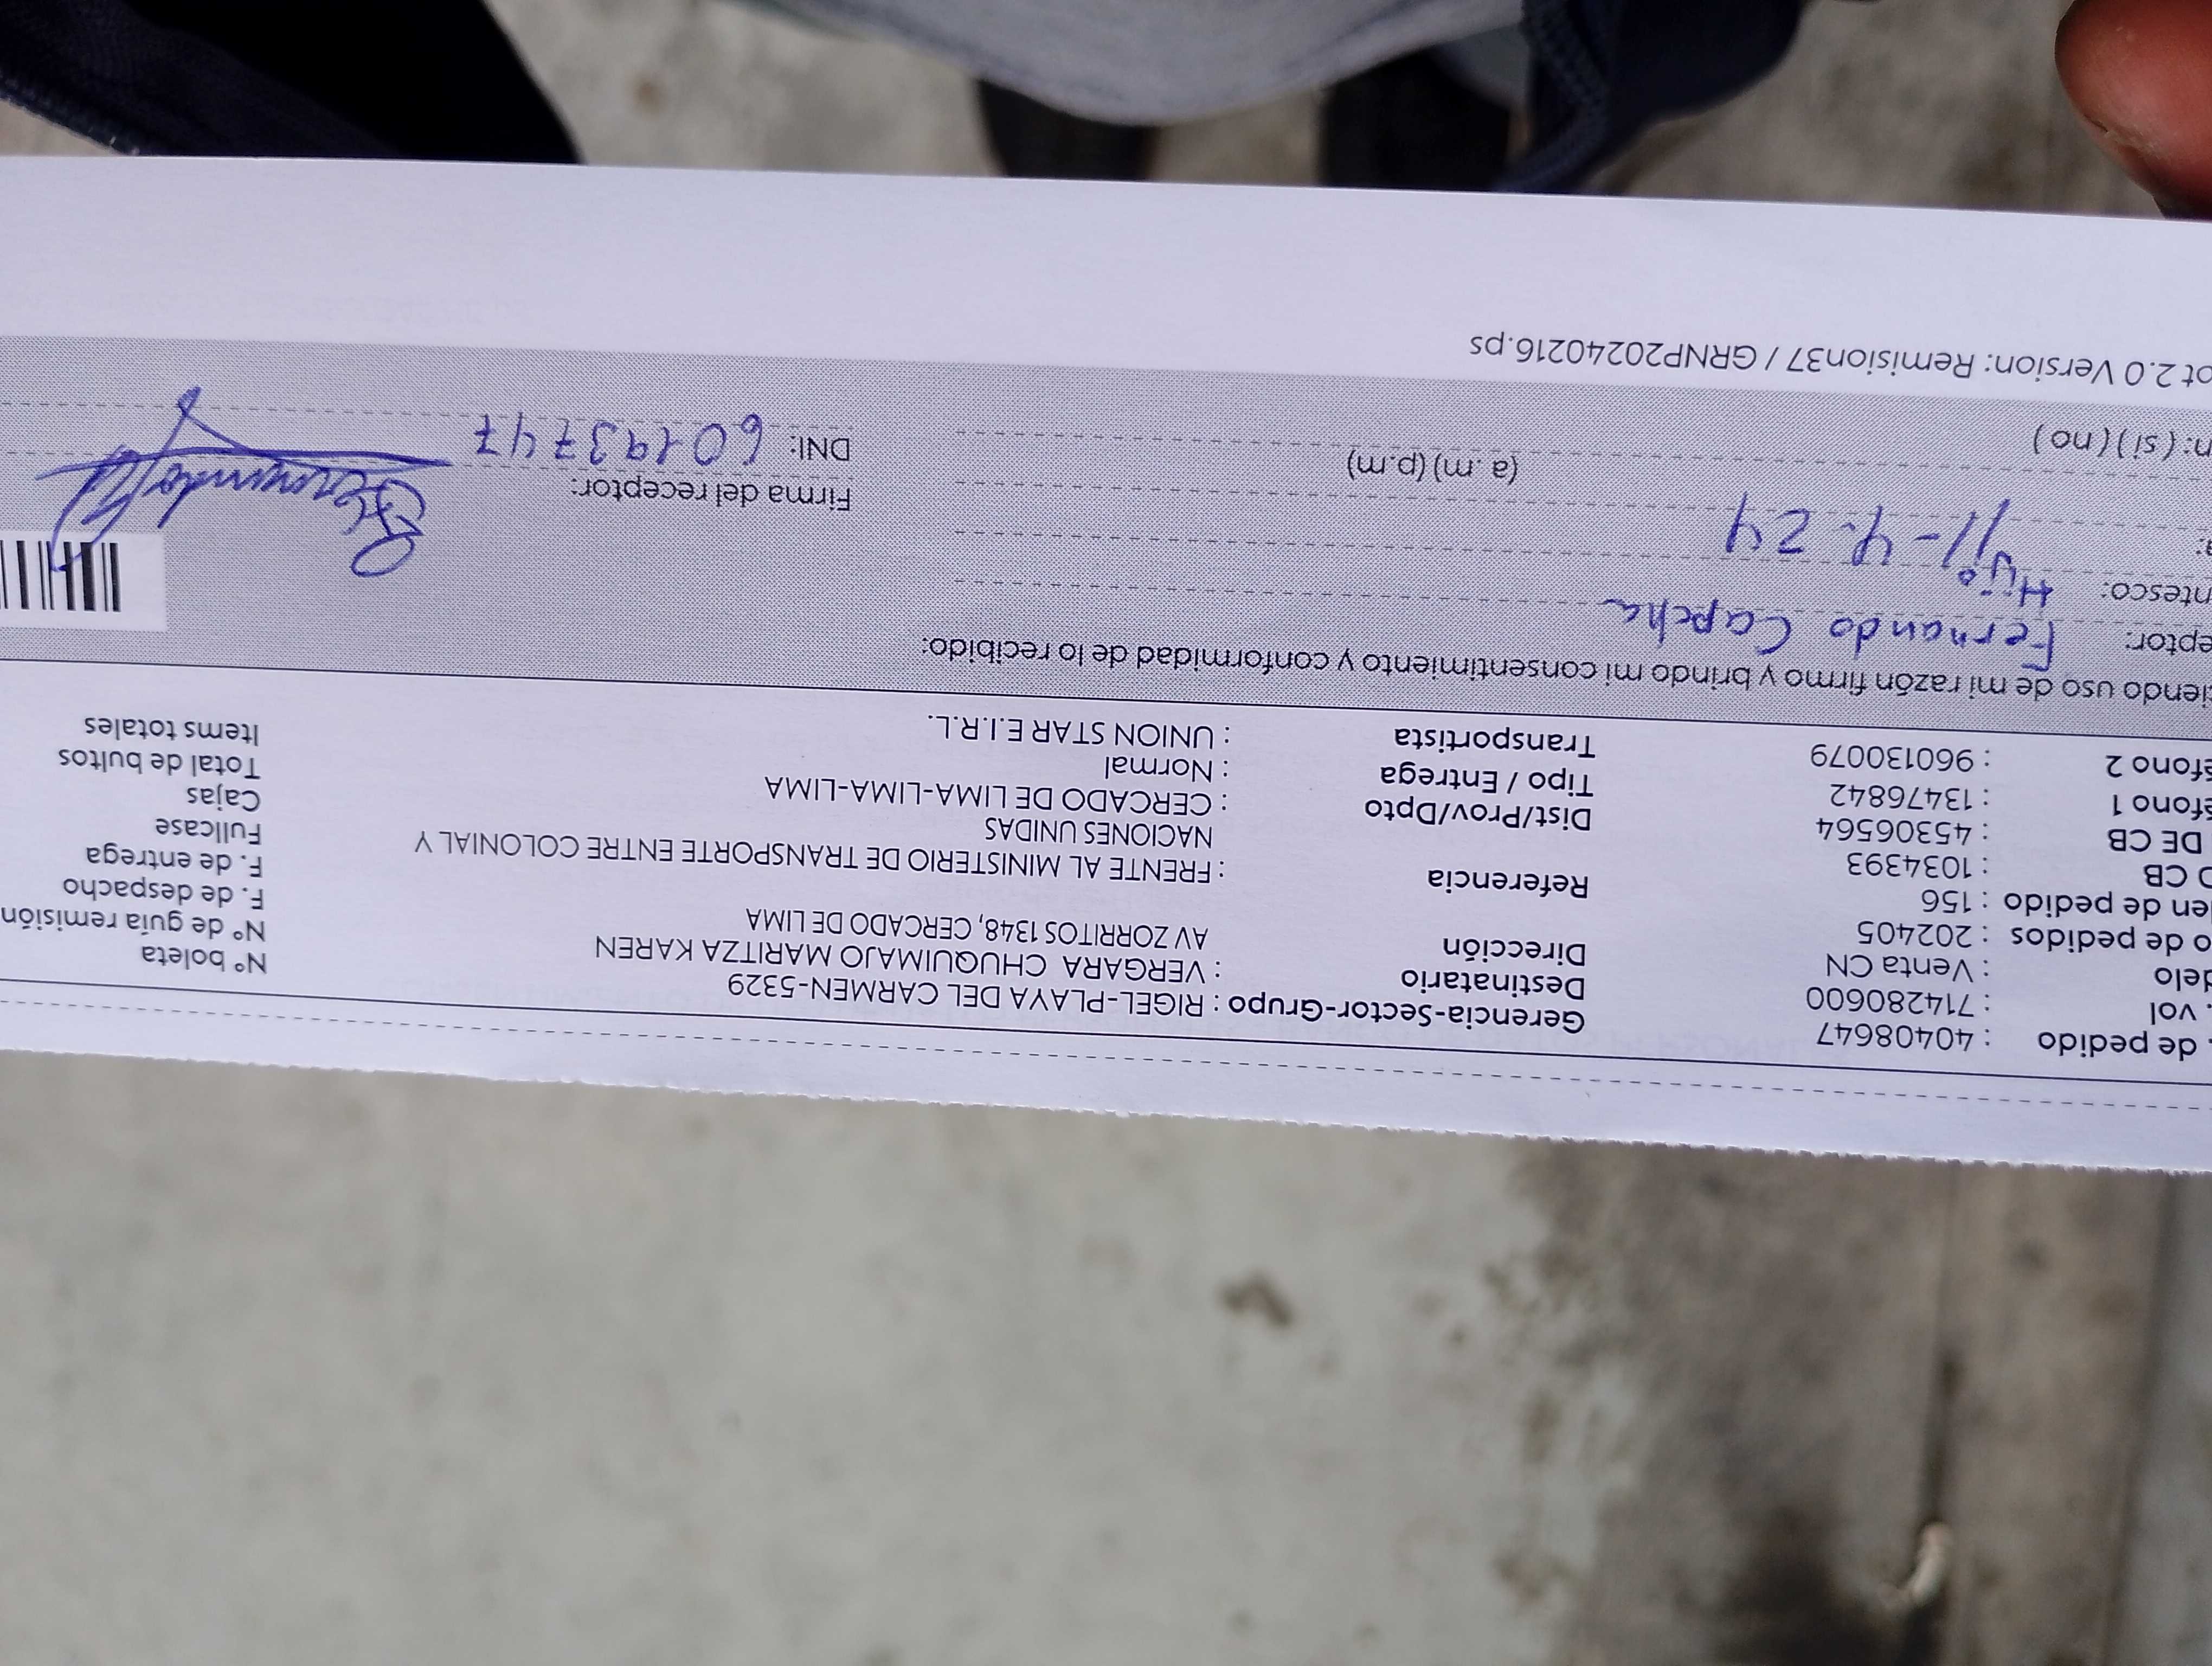 . de pedido : 40408647
. vol : 714280600
delo : Venta CN
o de pedidos : 202405
en de pedido : 156
O CB : 1034393
DE CB : 45306564
éfono 1 : 13476842
éfono 2 : 960130079
Gerencia-Sector-Grupo : RIGEL-PLAYA DEL CARMEN-5329
Destinatario : VERGARA CHUQUIMAJO MARITZA KAREN
Dirección AV ZORRITOS 1348, CERCADO DE LIMA
Referencia : FRENTE AL MINISTERIO DE TRANSPORTE ENTRE COLONIAL Y
NACIONES UNIDAS
Dist/Prov/Dpto : CERCADO DE LIMA-LIMA-LIMA
Tipo / Entrega : Normal
Transportista : UNION STAR E.I.R.L.
N° boleta
N° de guía remisión
F. de despacho
F. de entrega
Fullcase
Cajas
Total de bultos
Items totales
ciendo uso de mi razón firmo y brindo mi consentimiento y conformidad de lo recibido:
eptor: Fernando Capcha
ntesco: Hijo
a: 11-4-24
(a.m) (p.m)
n: (si) (no)
Firma del receptor:
DNI: 60193747
ot 2.0 Version: Remision37 / GRNP20240216.ps